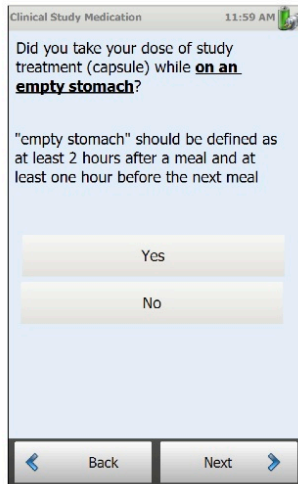 Clinical Study Medication 11:59 AM
Did you take your dose of study
treatment (capsule) while on an
empty stomach?
"empty stomach" should be defined as
at least 2 hours after a meal and at
least one hour before the next meal
Yes
No
Back Next